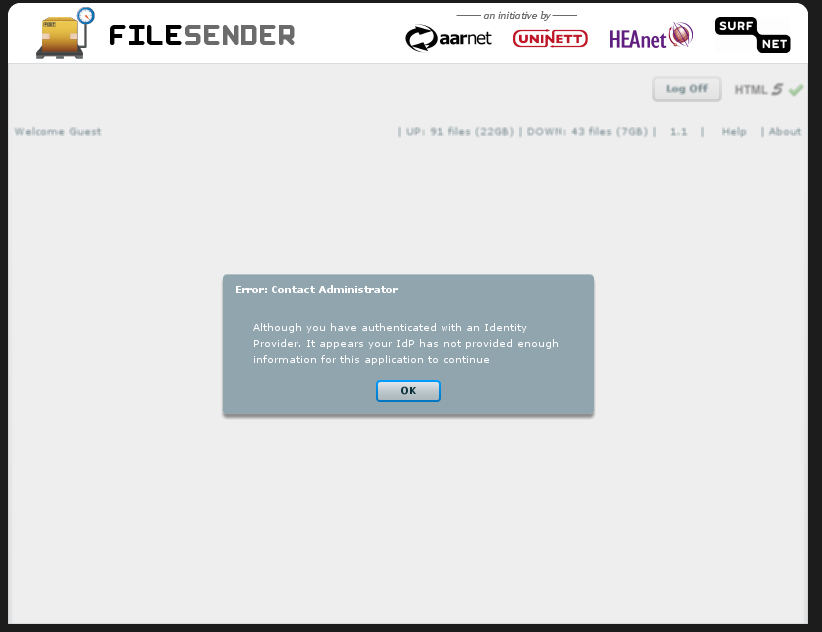 FILESENDER
an initiative by
aarnet
UNINETT
HEAnet
SURF
NET
Log Off
HTML 5
Welcome Guest
| UP: 91 files (22GB) | DOWN: 43 files (7GB) | 1.1 | Help | About
Error: Contact Administrator
Although you have authenticated with an Identity
Provider. It appears your IdP has not provided enough
information for this application to continue
OK